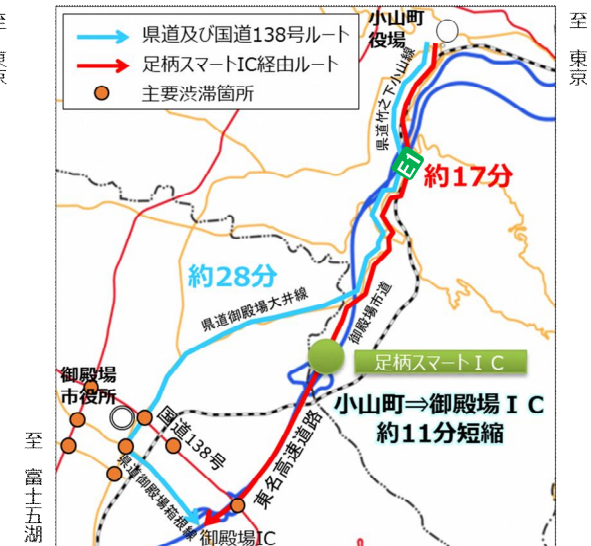 至 東京
県道及び国道138号ルート
足柄スマートIC経由ルート
主要渋滞箇所
小山町
役場
至 東京
県道竹之下小山線
E1
約17分
約28分
県道御殿場大井線
御殿場市道
足柄スマートＩＣ
御殿場
市役所
小山町⇒御殿場ＩＣ
約11分短縮
国道138号
東名高速道路
県道御殿場箱根線
至 富士五湖
御殿場IC